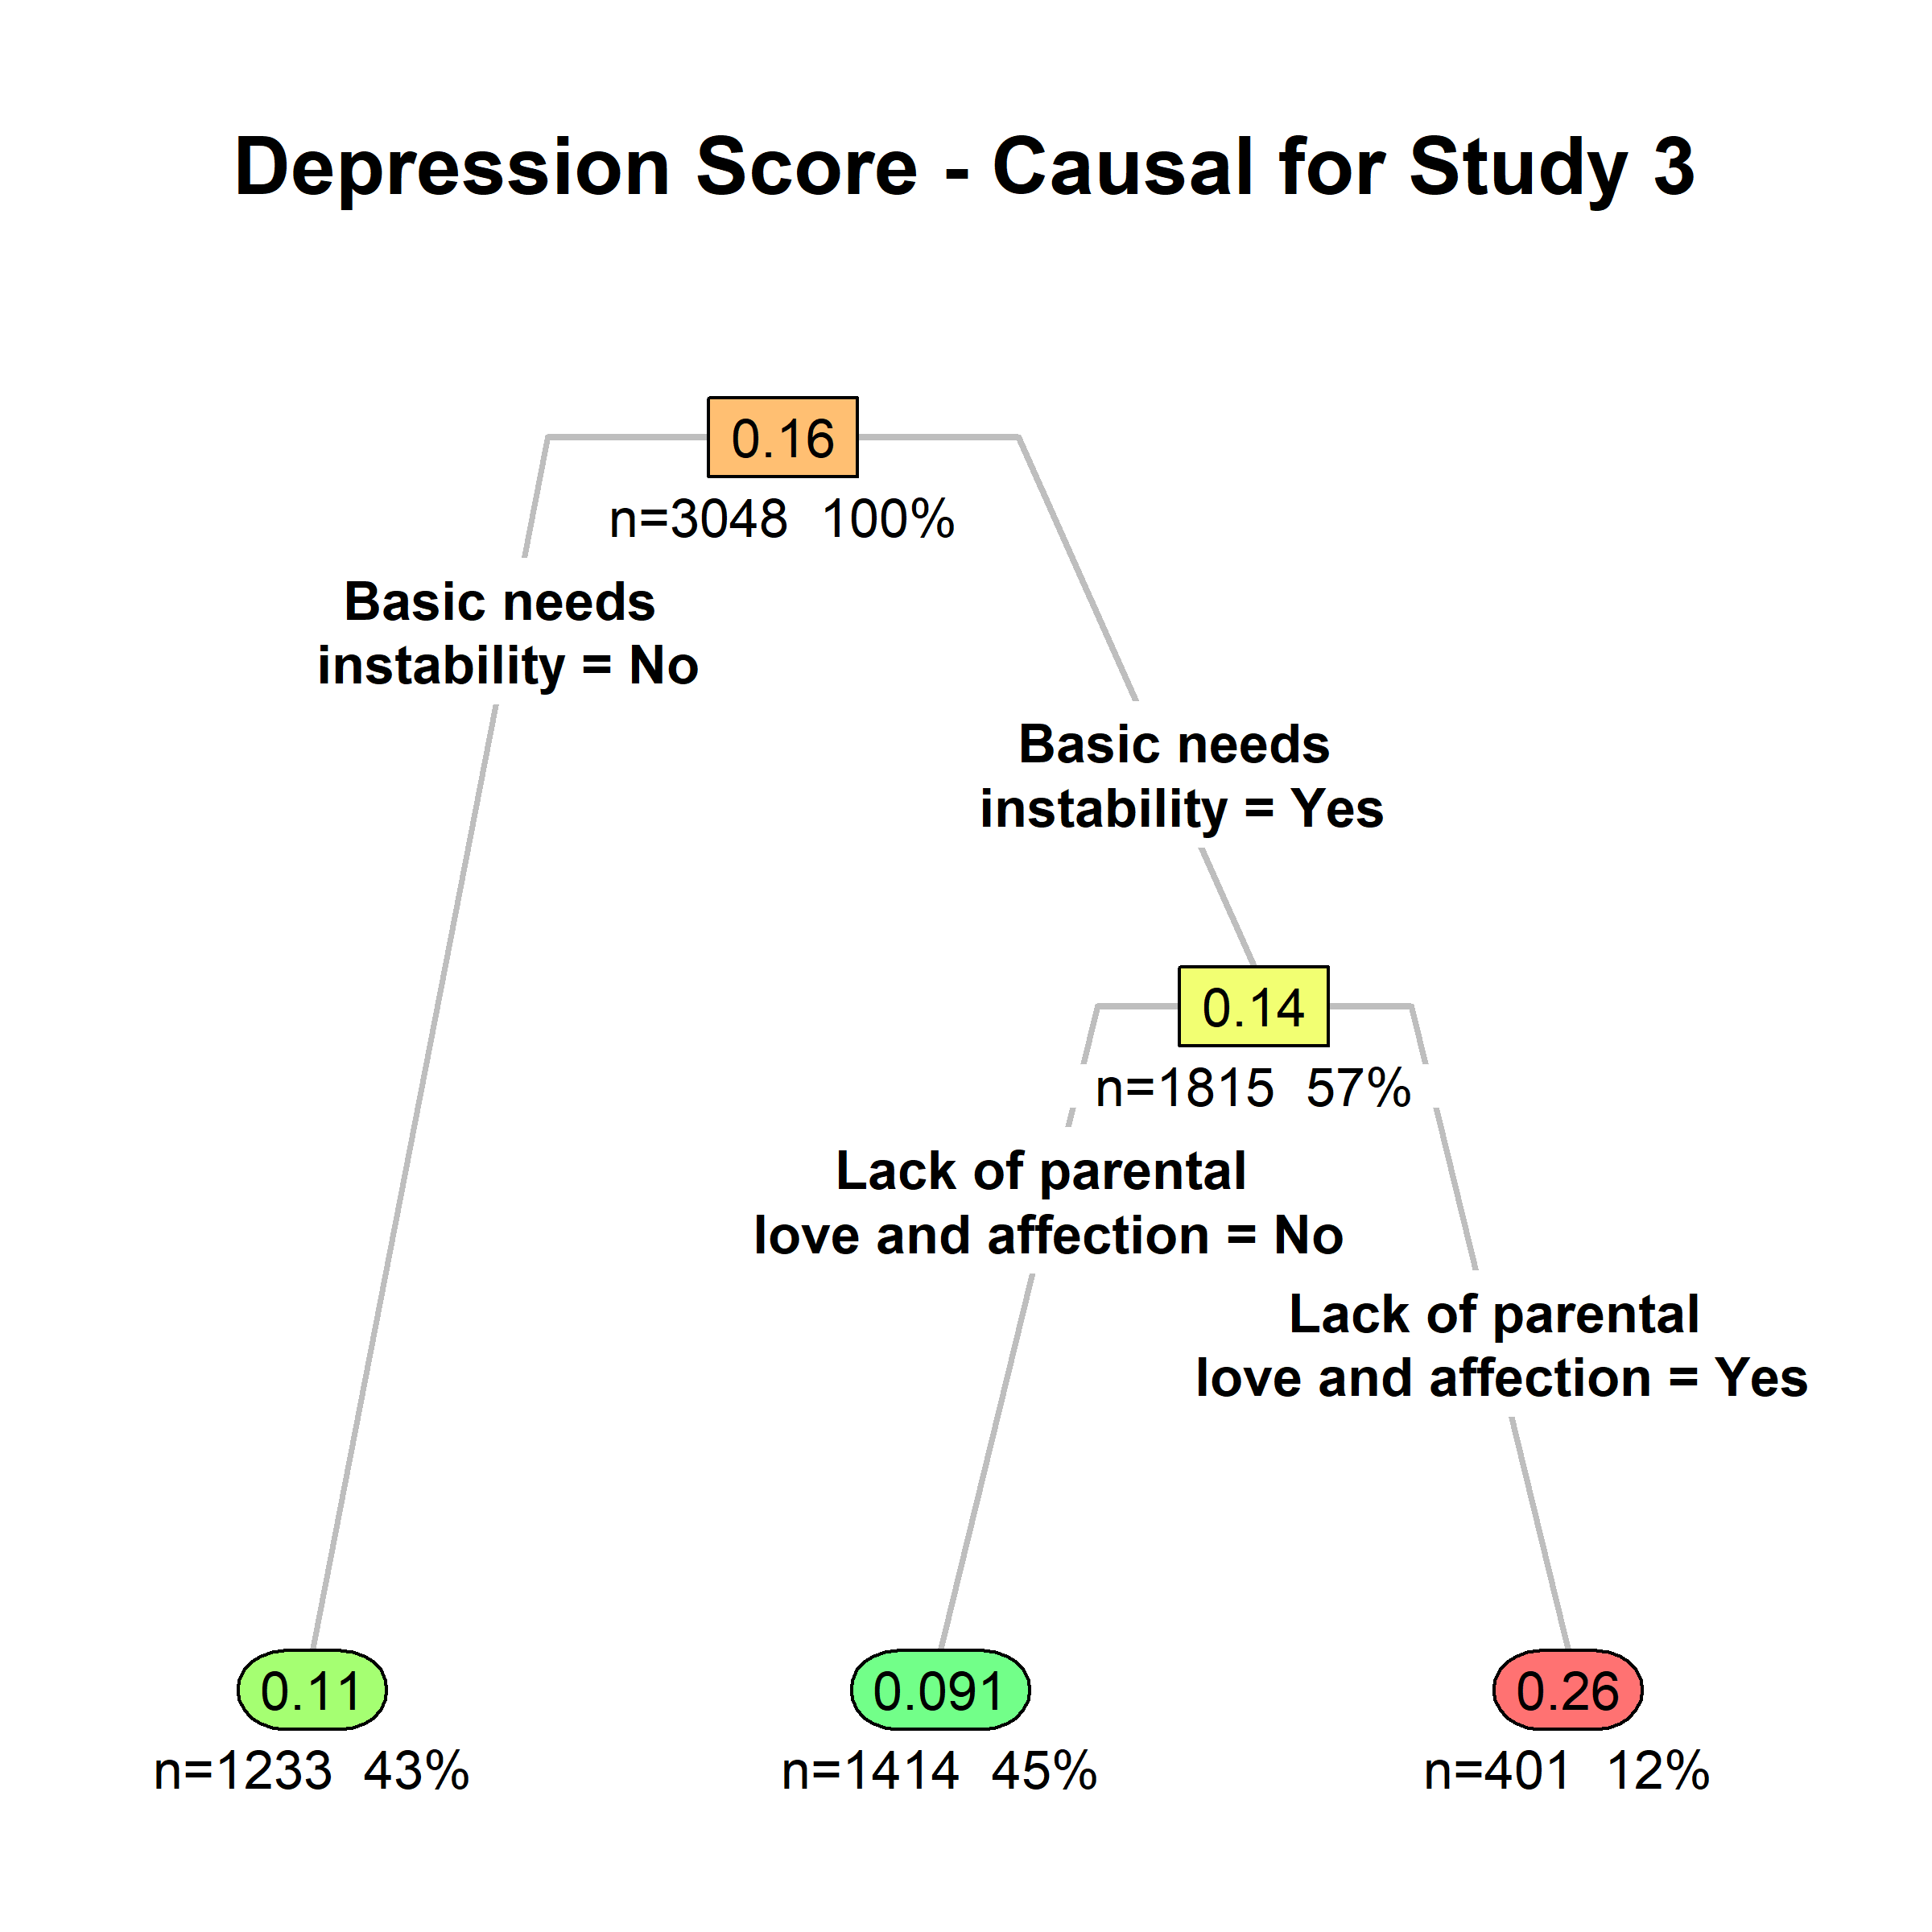 Depression Score - Causal for Study 3
0.16
n=3048  100%
Basic needs
instability = No
Basic needs
instability = Yes
0.14
n=1815  57%
Lack of parental
love and affection = No
Lack of parental
love and affection = Yes
0.11
n=1233  43%
0.091
n=1414  45%
0.26
n=401  12%